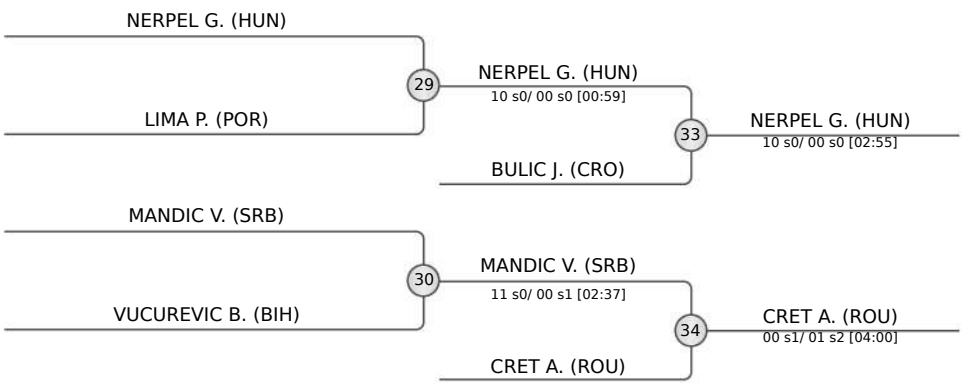 NERPEL G. (HUN)
29
NERPEL G. (HUN)
10 s0/ 00 s0 [00:59]
LIMA P. (POR)
33
NERPEL G. (HUN)
10 s0/ 00 s0 [02:55]
BULIC J. (CRO)
MANDIC V. (SRB)
30
MANDIC V. (SRB)
11 s0/ 00 s1 [02:37]
VUCUREVIC B. (BIH)
34
CRET A. (ROU)
00 s1/ 01 s2 [04:00]
CRET A. (ROU)